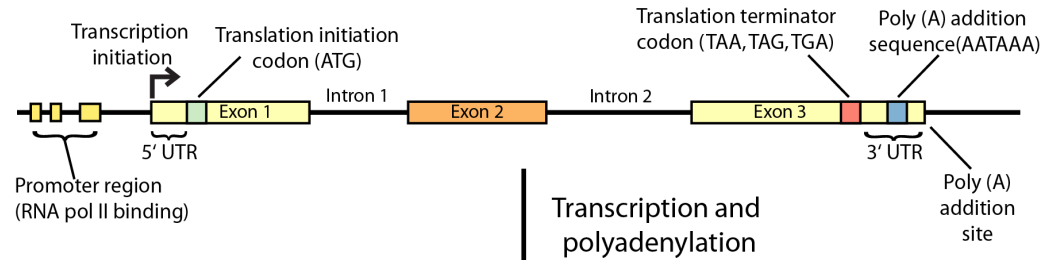 Transcription
initiation
Translation initiation
codon (ATG)
Translation terminator
codon (TAA,TAG,TGA)
Poly (A) addition
sequence(AATAAA)
Exon 1
Intron 1
Exon 2
Intron 2
Exon 3
5' UTR
3' UTR
Promoter region
(RNA pol II binding)
Poly (A)
addition
site
Transcription and
polyadenylation